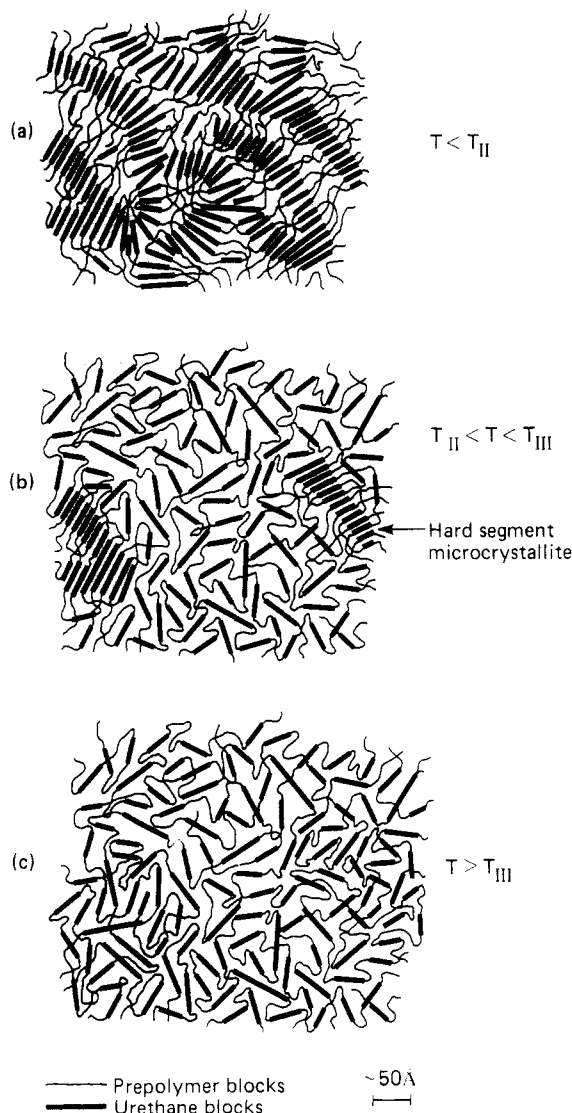 (a)
T < T_II
(b)
T_II < T < T_III
Hard segment
microcrystallite
(c)
T > T_III
Prepolymer blocks
Urethane blocks
~50Å